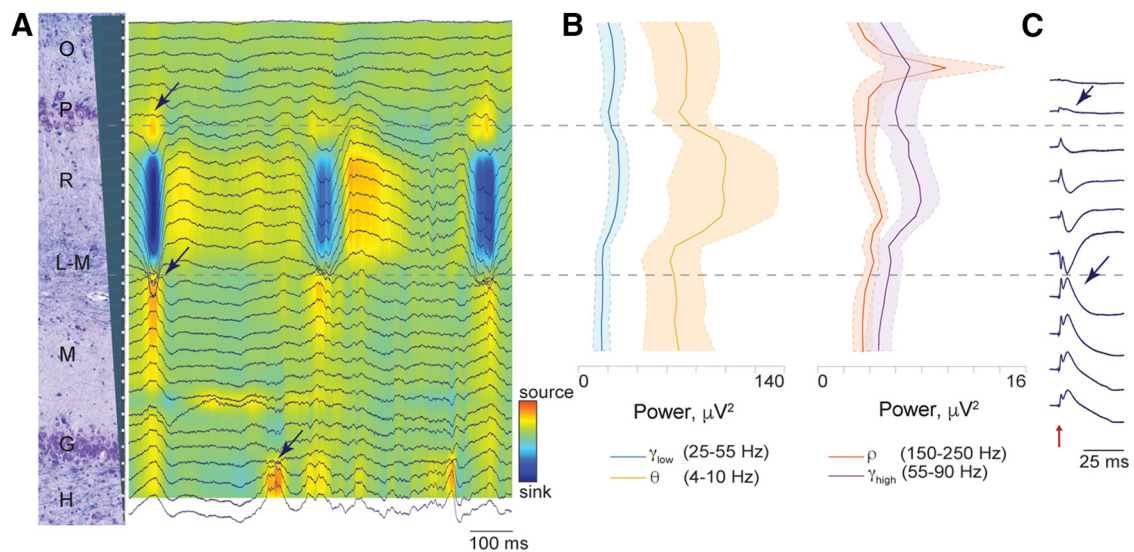 A
B
C
O
P
R
L-M
M
G
H
source
sink
100 ms
0
140
0
16
Power, μV²
Power, μV²
γlow (25-55 Hz)
θ (4-10 Hz)
ρ (150-250 Hz)
γhigh (55-90 Hz)
25 ms